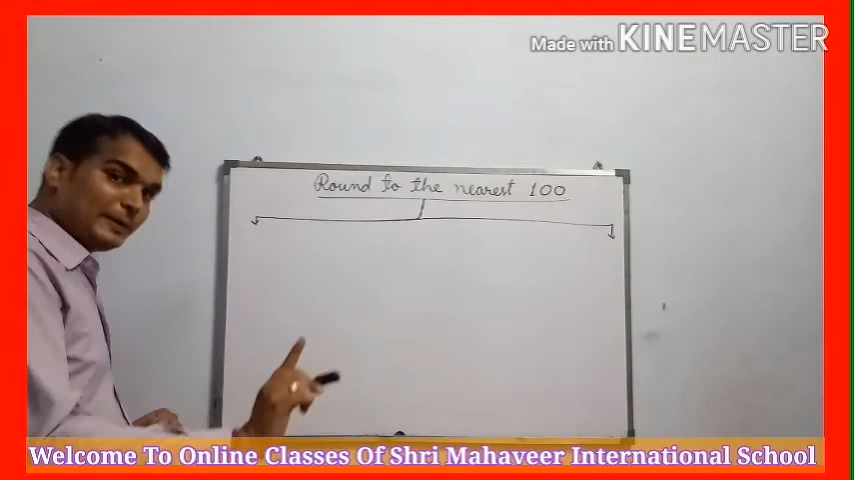 Made with KINEMASTER
Round to the nearest 100
Welcome To Online Classes Of Shri Mahaveer International School